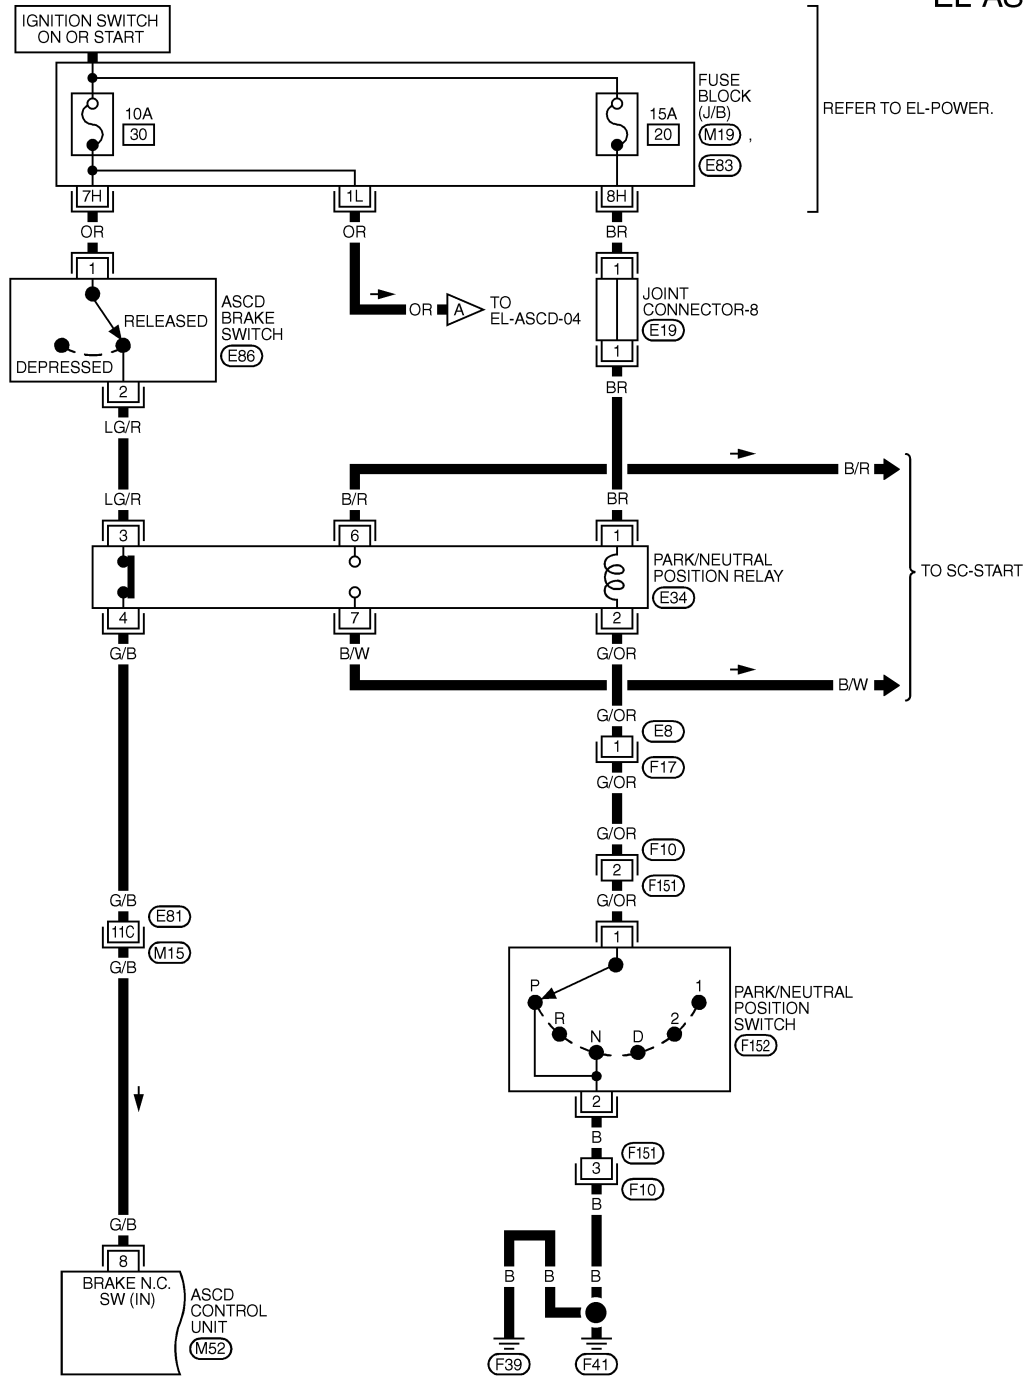 EL-AS
IGNITION SWITCH
ON OR START
FUSE
BLOCK
(J/B)
M19 ,
E83
REFER TO EL-POWER.
10A
30
15A
20
7H
1L
8H
OR
OR
BR
1
1
ASCD
BRAKE
SWITCH
E86
RELEASED
DEPRESSED
OR
A
TO
EL-ASCD-04
JOINT
CONNECTOR-8
E19
1
2
BR
LG/R
B/R
LG/R
B/R
BR
3
6
1
PARK/NEUTRAL
POSITION RELAY
E34
TO SC-START
4
7
2
G/B
B/W
G/OR
B/W
G/OR
E8
1
F17
G/OR
G/OR
F10
2
F151
G/B
G/OR
E81
11C
M15
G/B
1
P
R
N
D
2
1
PARK/NEUTRAL
POSITION
SWITCH
F152
2
B
F151
3
F10
B
G/B
8
B
B
B
BRAKE N.C.
SW (IN)
ASCD
CONTROL
UNIT
M52
F39
F41